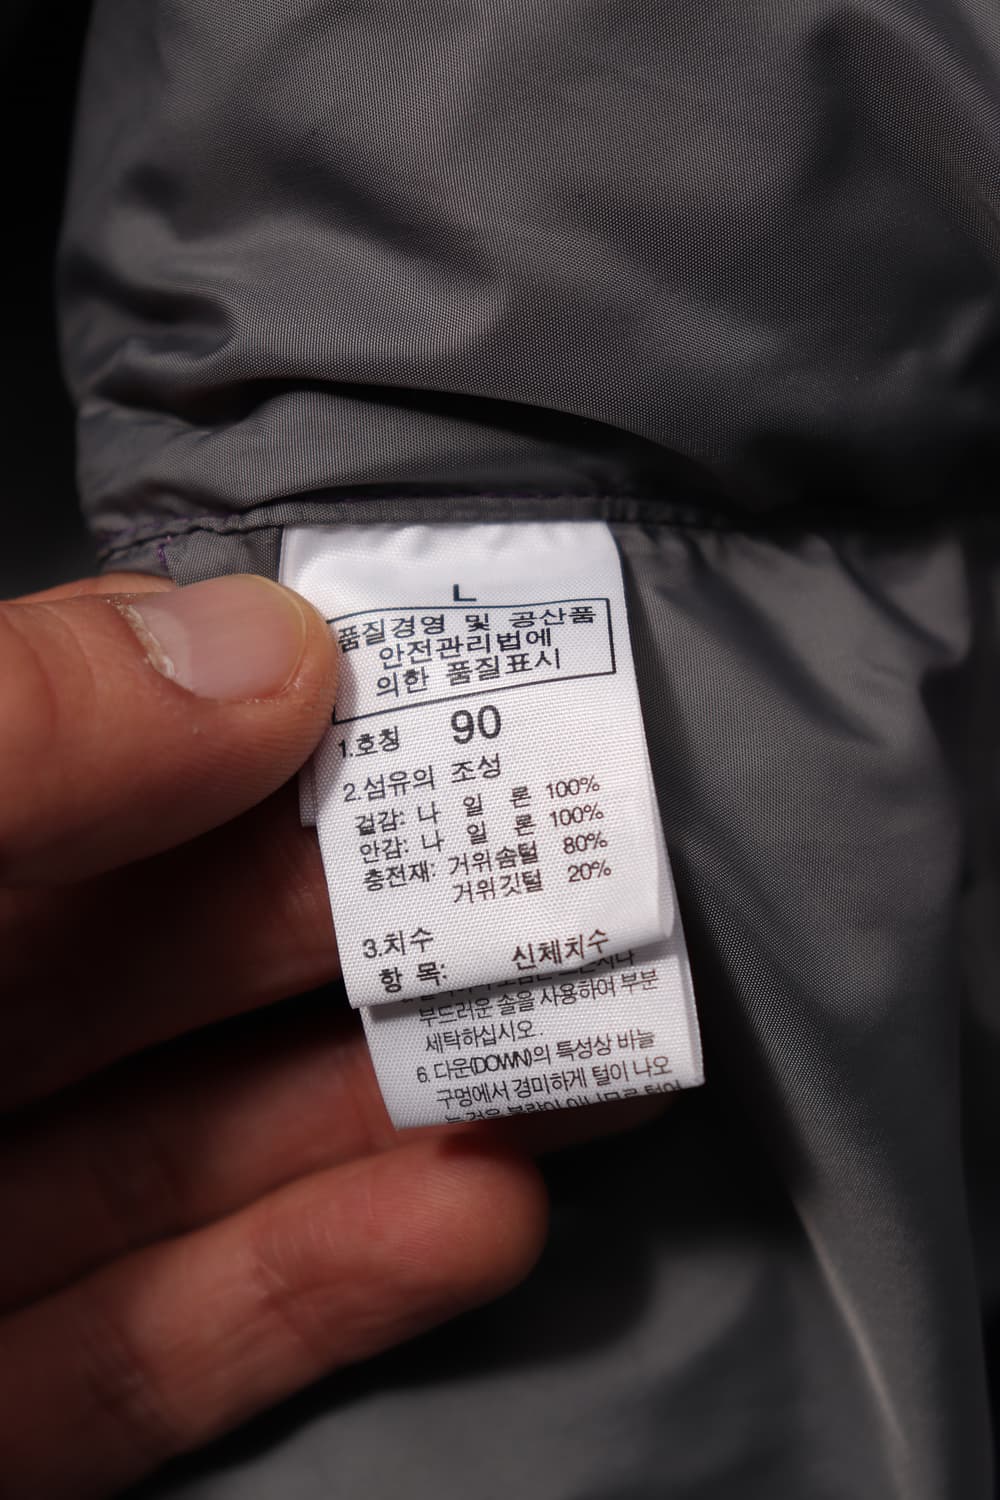 L
품질경영 및 공산품
안전관리법에
의한 품질표시
1.호칭 90
2.섬유의 조성
겉감: 나 일 론 100%
안감: 나 일 론 100%
충전재: 거위솜털 80%
거위깃털 20%
3.치수
항 목: 신체치수
부드러운 솔을 사용하여 부분
세탁하십시오.
6. 다운(DOWN)의 특성상 바늘
구멍에서 경미하게 털이 나오